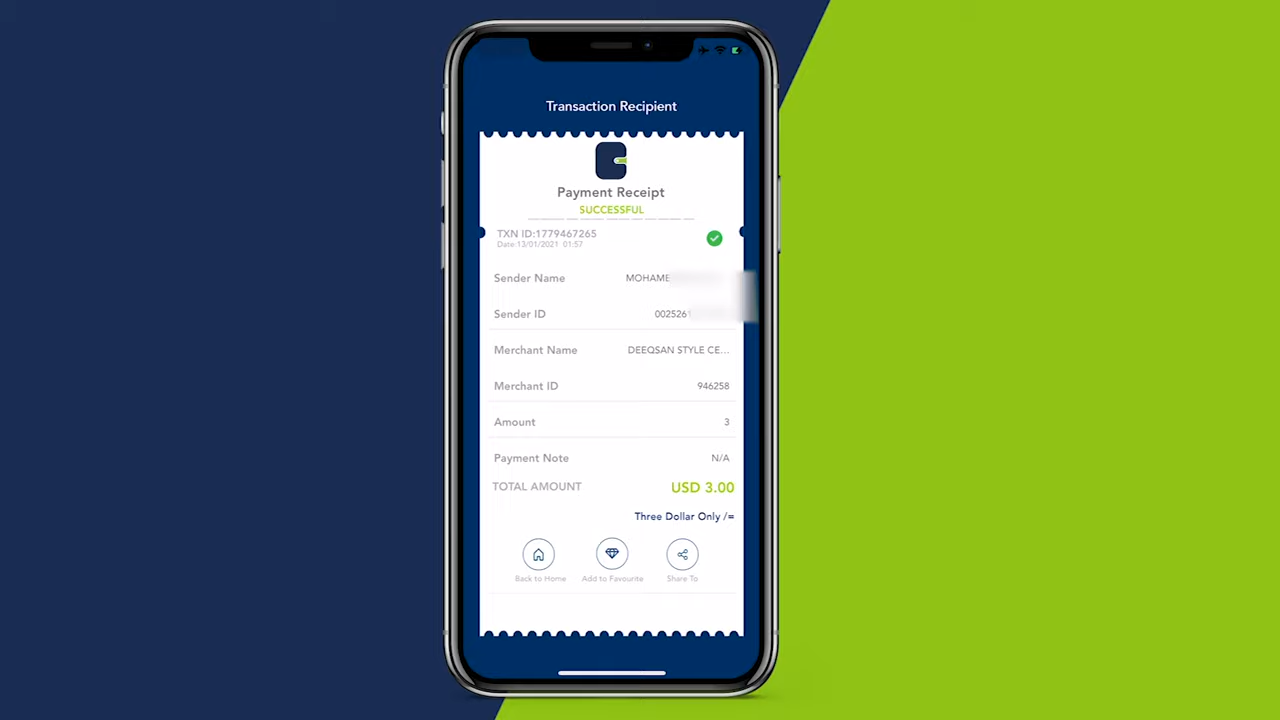 Transaction Recipient
Payment Receipt
SUCCESSFUL
TXN ID:1779467265
Date:13/01/2021 01:57
Sender Name MOHAME
Sender ID 0025261
Merchant Name DEEQSAN STYLE CE...
Merchant ID 946258
Amount 3
Payment Note N/A
TOTAL AMOUNT USD 3.00
Three Dollar Only /=
Back to Home Add to Favourite Share To